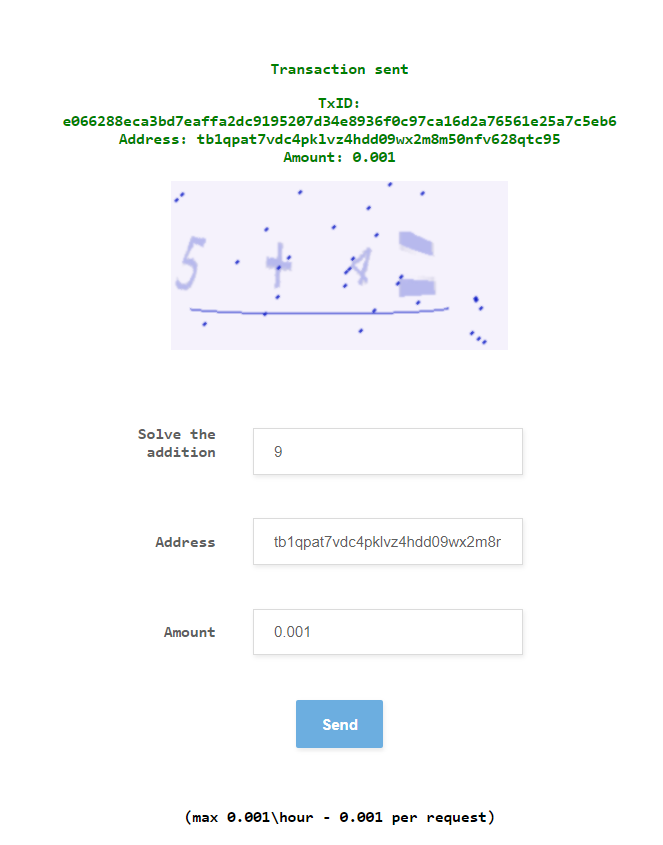 Transaction sent
TxID:
e066288eca3bd7eaffa2dc9195207d34e8936f0c97ca16d2a76561e25a7c5eb6
Address: tb1qpat7vdc4pklvz4hdd09wx2m8m50nfv628qtc95
Amount: 0.001
5 + 4 =
Solve the
addition
9
Address
tb1qpat7vdc4pklvz4hdd09wx2m8r
Amount
0.001
Send
(max 0.001\hour - 0.001 per request)